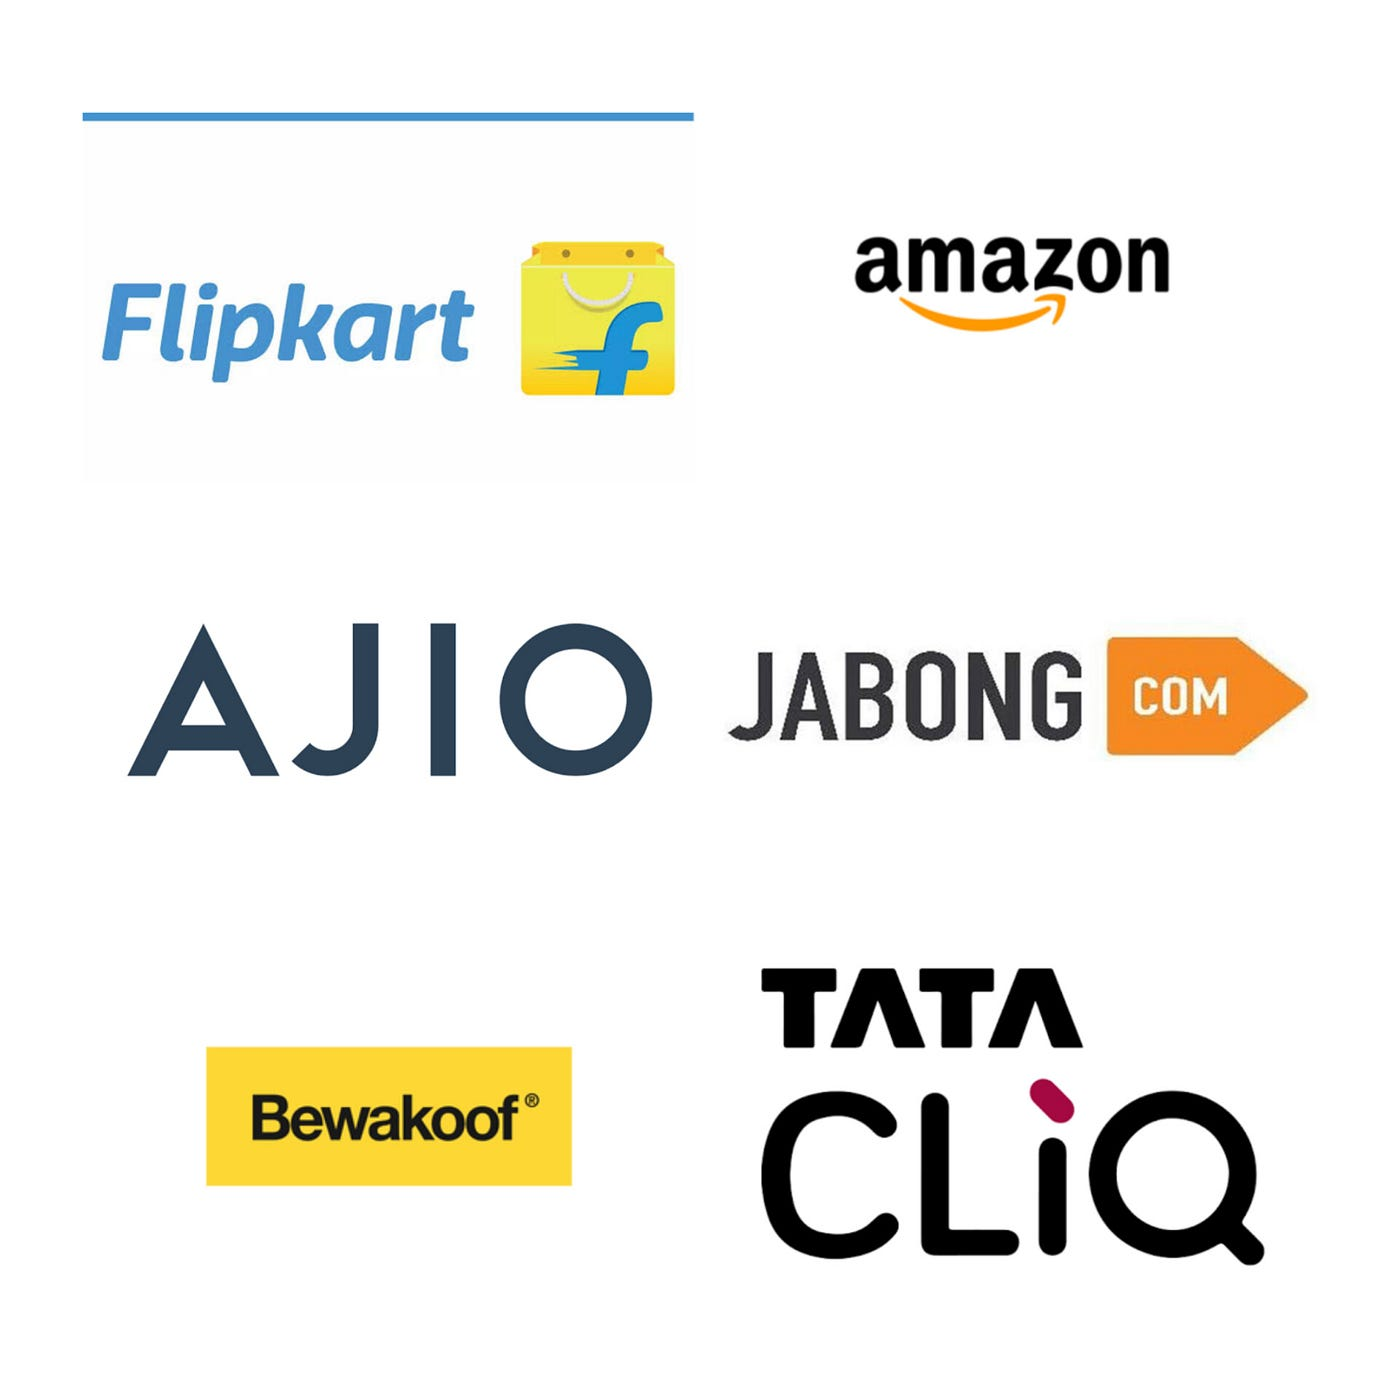 Flipkart
f
amazon
AJIO
JABONG COM
Bewakoof®
TATA
CLiQ